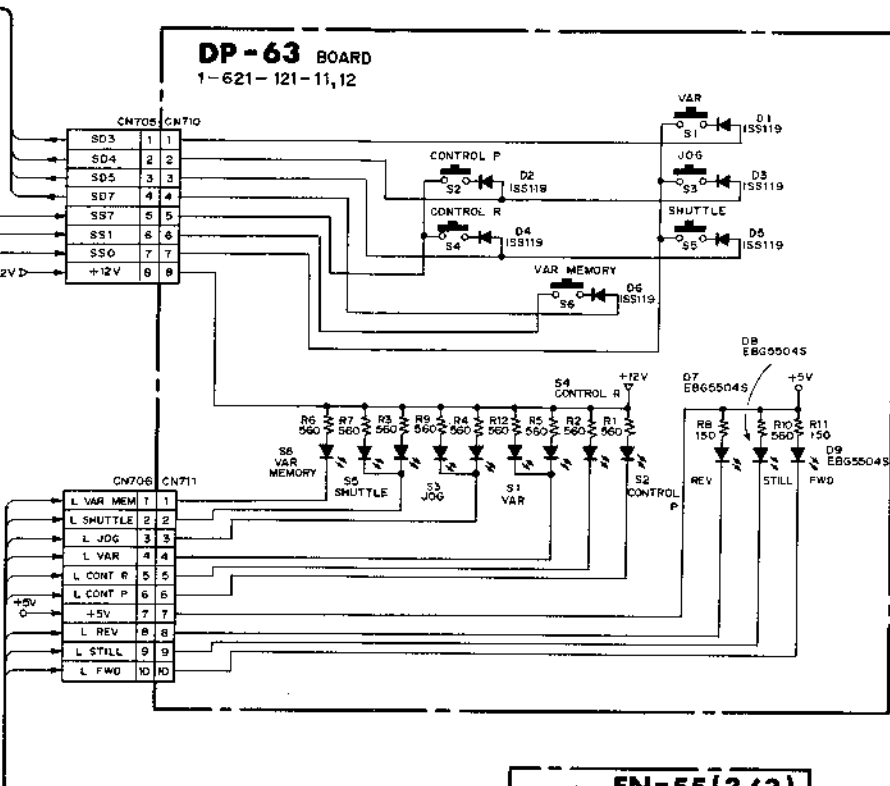 DP-63 BOARD
1-621-121-11,12
CN705 CN710
SD3 1 1
SD4 2 2
SD5 3 3
SD7 4 4
SS7 5 5
SS1 6 6
SS0 7 7
+12V 8 8
2V
VAR
S1
D1
ISS119
CONTROL P
S2
D2
ISS119
JOG
S3
D3
ISS119
CONTROL R
S4
D4
ISS119
SHUTTLE
S5
D5
ISS119
VAR MEMORY
S6
D6
ISS119
D8
EBG5504S
D7
EBG5504S
+5V
+12V
S4
CONTROL R
R6
560
R7
560
R3
560
R9
560
R4
560
R12
560
R5
560
R2
560
R1
560
R8
150
R10
560
R11
150
D9
EBG5504S
S6
VAR
MEMORY
S5
SHUTTLE
S3
JOG
S1
VAR
S2
CONTROL
P
REV
STILL
FWD
CN706 CN711
L VAR MEM 1 1
L SHUTTLE 2 2
L JOG 3 3
L VAR 4 4
L CONT R 5 5
L CONT P 6 6
+5V
+5V 7 7
L REV 8 8
L STILL 9 9
L FWD 10 10